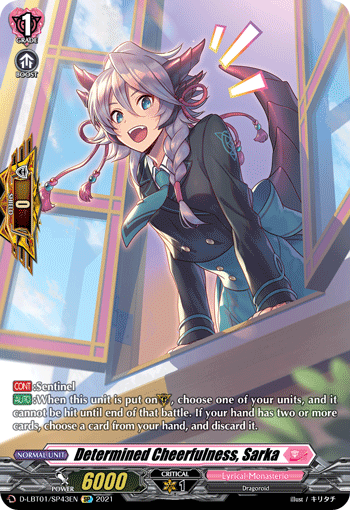 1
GRADE
BOOST
0
SHIELD
CONT:Sentinel
AUTO:When this unit is put on , choose one of your units, and it
cannot be hit until end of that battle. If your hand has two or more
cards, choose a card from your hand, and discard it.
NORMAL UNIT
Determined Cheerfulness, Sarka
Lyrical Monasterio
Dragoroid
POWER 6000
CRITICAL
1
D-LBT01/SP43EN SP 2021
illust / キリタチ